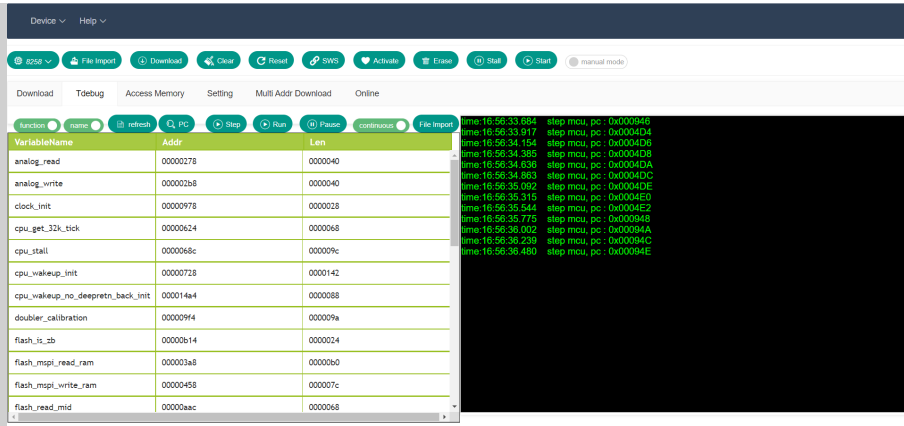 Device Help
8258 File Import Download Clear Reset SWS Activate Erase Stall Start manual mode
Download Tdebug Access Memory Setting Multi Addr Download Online
function name refresh PC Step Run Pause continuous File Import
VariableName Addr Len
analog_read 00000278 0000040
analog_write 000002b8 0000040
clock_init 00000978 0000028
cpu_get_32k_tick 00000624 0000068
cpu_stall 0000068c 000009c
cpu_wakeup_init 00000728 0000142
cpu_wakeup_no_deepretn_back_init 000014a4 0000088
doubler_calibration 000009f4 000009a
flash_is_zb 00000b14 0000024
flash_mspi_read_ram 000003a8 00000b0
flash_mspi_write_ram 00000458 000007c
flash_read_mid 00000aac 0000068
time:16:56:33.684 step mcu, pc : 0x000946
time:16:56:33.917 step mcu, pc : 0x0004D4
time:16:56:34.154 step mcu, pc : 0x0004D6
time:16:56:34.385 step mcu, pc : 0x0004D8
time:16:56:34.636 step mcu, pc : 0x0004DA
time:16:56:34.863 step mcu, pc : 0x0004DC
time:16:56:35.092 step mcu, pc : 0x0004DE
time:16:56:35.315 step mcu, pc : 0x0004E0
time:16:56:35.544 step mcu, pc : 0x0004E2
time:16:56:35.775 step mcu, pc : 0x000948
time:16:56:36.002 step mcu, pc : 0x00094A
time:16:56:36.239 step mcu, pc : 0x00094C
time:16:56:36.480 step mcu, pc : 0x00094E